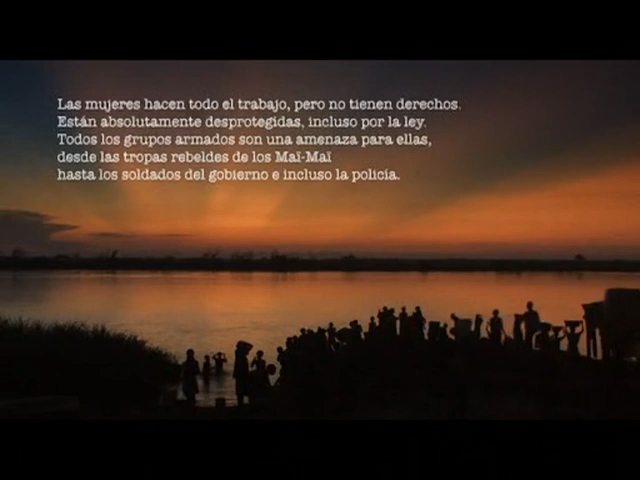 Las mujeres hacen todo el trabajo, pero no tienen derechos.
Están absolutamente desprotegidas, incluso por la ley.
Todos los grupos armados son una amenaza para ellas,
desde las tropas rebeldes de los Maï-Maï
hasta los soldados del gobierno e incluso la policía.